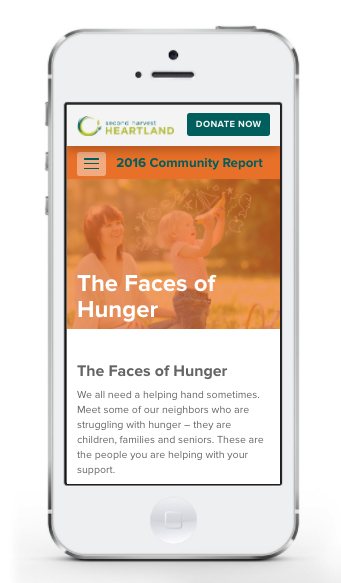 second harvest
HEARTLAND
DONATE NOW
2016 Community Report
The Faces of
Hunger
The Faces of Hunger
We all need a helping hand sometimes.
Meet some of our neighbors who are
struggling with hunger – they are
children, families and seniors. These are
the people you are helping with your
support.